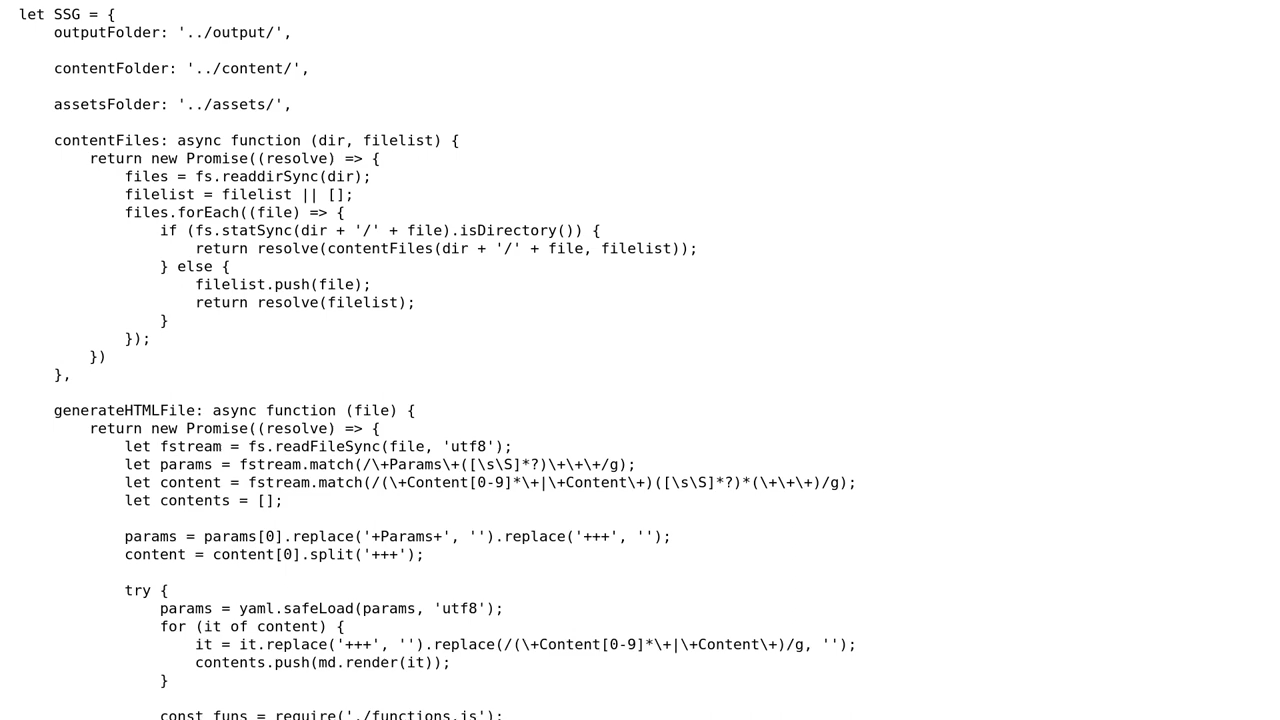 let SSG = {
    outputFolder: '../output/',

    contentFolder: '../content/',

    assetsFolder: '../assets/',

    contentFiles: async function (dir, filelist) {
        return new Promise((resolve) => {
            files = fs.readdirSync(dir);
            filelist = filelist || [];
            files.forEach((file) => {
                if (fs.statSync(dir + '/' + file).isDirectory()) {
                    return resolve(contentFiles(dir + '/' + file, filelist));
                } else {
                    filelist.push(file);
                    return resolve(filelist);
                }
            });
        })
    },

    generateHTMLFile: async function (file) {
        return new Promise((resolve) => {
            let fstream = fs.readFileSync(file, 'utf8');
            let params = fstream.match(/\+Params\+([\s\S]*?)\+\+\+/g);
            let content = fstream.match(/(\+Content[0-9]*\+|\+Content\+)([\s\S]*?)*(\+\+\+)/g);
            let contents = [];

            params = params[0].replace('+Params+', '').replace('+++', '');
            content = content[0].split('+++');

            try {
                params = yaml.safeLoad(params, 'utf8');
                for (it of content) {
                    it = it.replace('+++', '').replace(/(\+Content[0-9]*\+|\+Content\+)/g, '');
                    contents.push(md.render(it));
                }

                const funs = require('./functions.js');